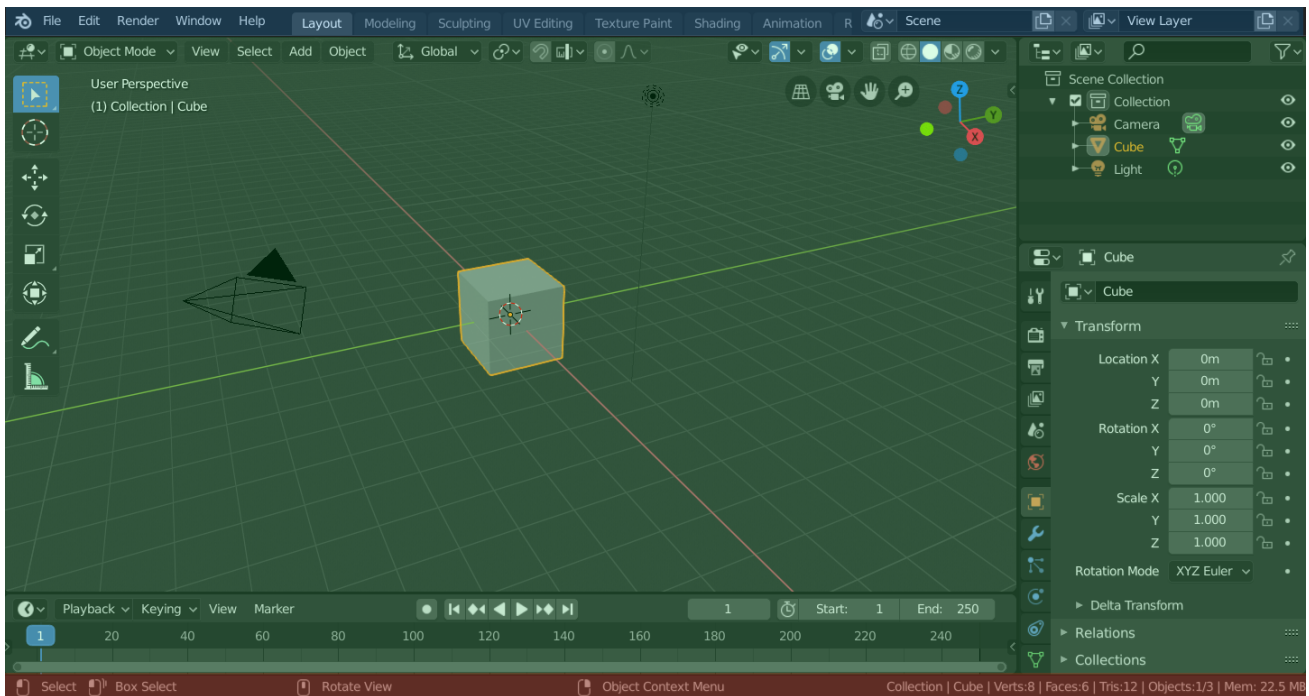 File Edit Render Window Help Layout Modeling Sculpting UV Editing Texture Paint Shading Animation R Scene View Layer
Object Mode View Select Add Object Global
User Perspective
(1) Collection | Cube
Z
Y
X
Scene Collection
Collection
Camera
Cube
Light
Cube
Cube
Transform
Location X 0m
Y 0m
Z 0m
Rotation X 0°
Y 0°
Z 0°
Scale X 1.000
Y 1.000
Z 1.000
Rotation Mode XYZ Euler
Delta Transform
Relations
Collections
Playback Keying View Marker 1 Start: 1 End: 250
1 20 40 60 80 100 120 140 160 180 200 220 240
Select Box Select Rotate View Object Context Menu Collection | Cube | Verts:8 | Faces:6 | Tris:12 | Objects:1/3 | Mem: 22.5 MB